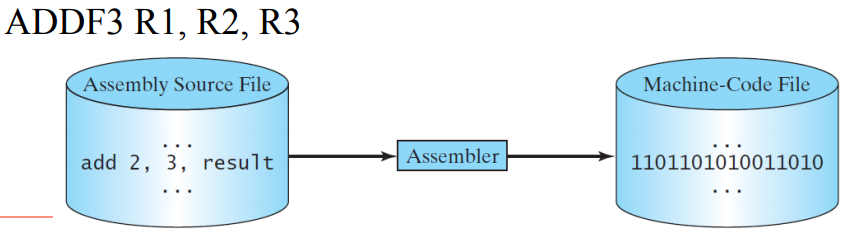 ADDF3 R1, R2, R3
Assembly Source File
...
add 2, 3, result
...
Assembler
Machine-Code File
...
1101101010011010
...